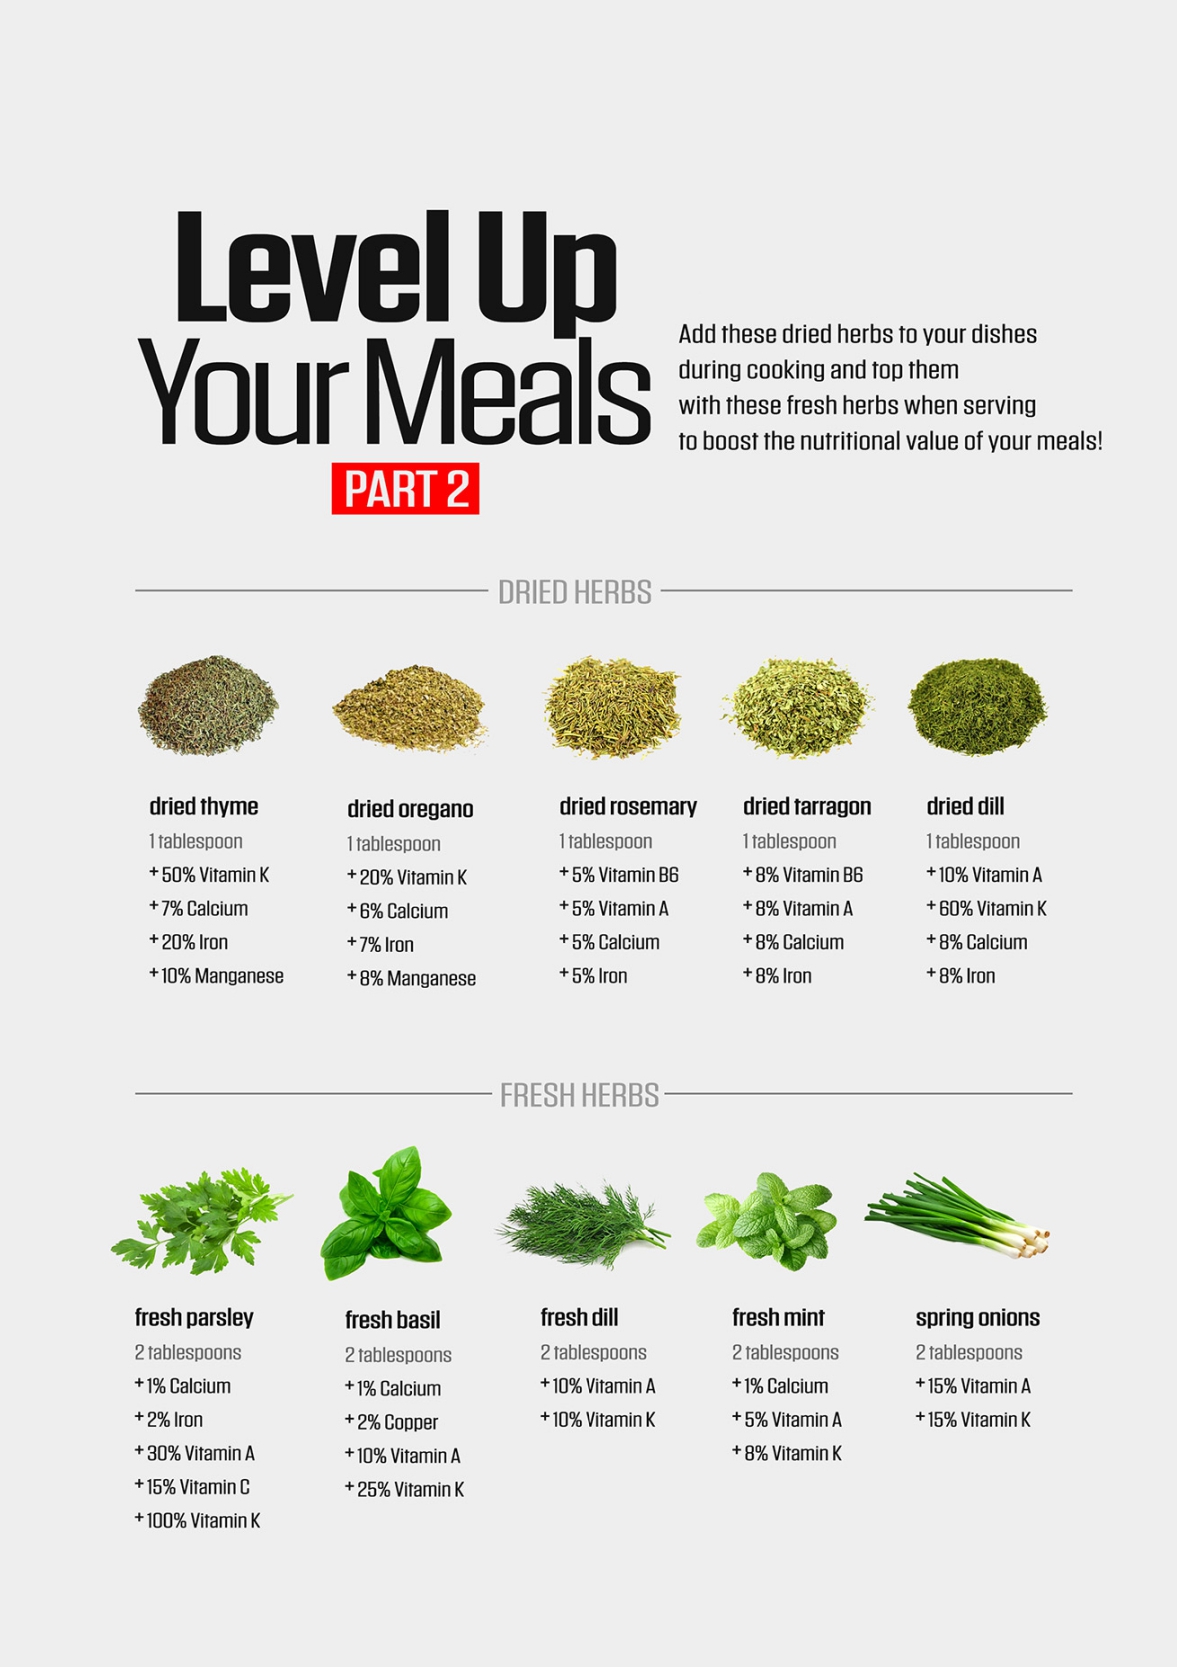 Level Up
Your Meals
PART 2
Add these dried herbs to your dishes
during cooking and top them
with these fresh herbs when serving
to boost the nutritional value of your meals!
DRIED HERBS
dried thyme
1 tablespoon
+ 50% Vitamin K
+ 7% Calcium
+ 20% Iron
+ 10% Manganese
dried oregano
1 tablespoon
+ 20% Vitamin K
+ 6% Calcium
+ 7% Iron
+ 8% Manganese
dried rosemary
1 tablespoon
+ 5% Vitamin B6
+ 5% Vitamin A
+ 5% Calcium
+ 5% Iron
dried tarragon
1 tablespoon
+ 8% Vitamin B6
+ 8% Vitamin A
+ 8% Calcium
+ 8% Iron
dried dill
1 tablespoon
+ 10% Vitamin A
+ 60% Vitamin K
+ 8% Calcium
+ 8% Iron
FRESH HERBS
fresh parsley
2 tablespoons
+ 1% Calcium
+ 2% Iron
+ 30% Vitamin A
+ 15% Vitamin C
+ 100% Vitamin K
fresh basil
2 tablespoons
+ 1% Calcium
+ 2% Copper
+ 10% Vitamin A
+ 25% Vitamin K
fresh dill
2 tablespoons
+ 10% Vitamin A
+ 10% Vitamin K
fresh mint
2 tablespoons
+ 1% Calcium
+ 5% Vitamin A
+ 8% Vitamin K
spring onions
2 tablespoons
+ 15% Vitamin A
+ 15% Vitamin K